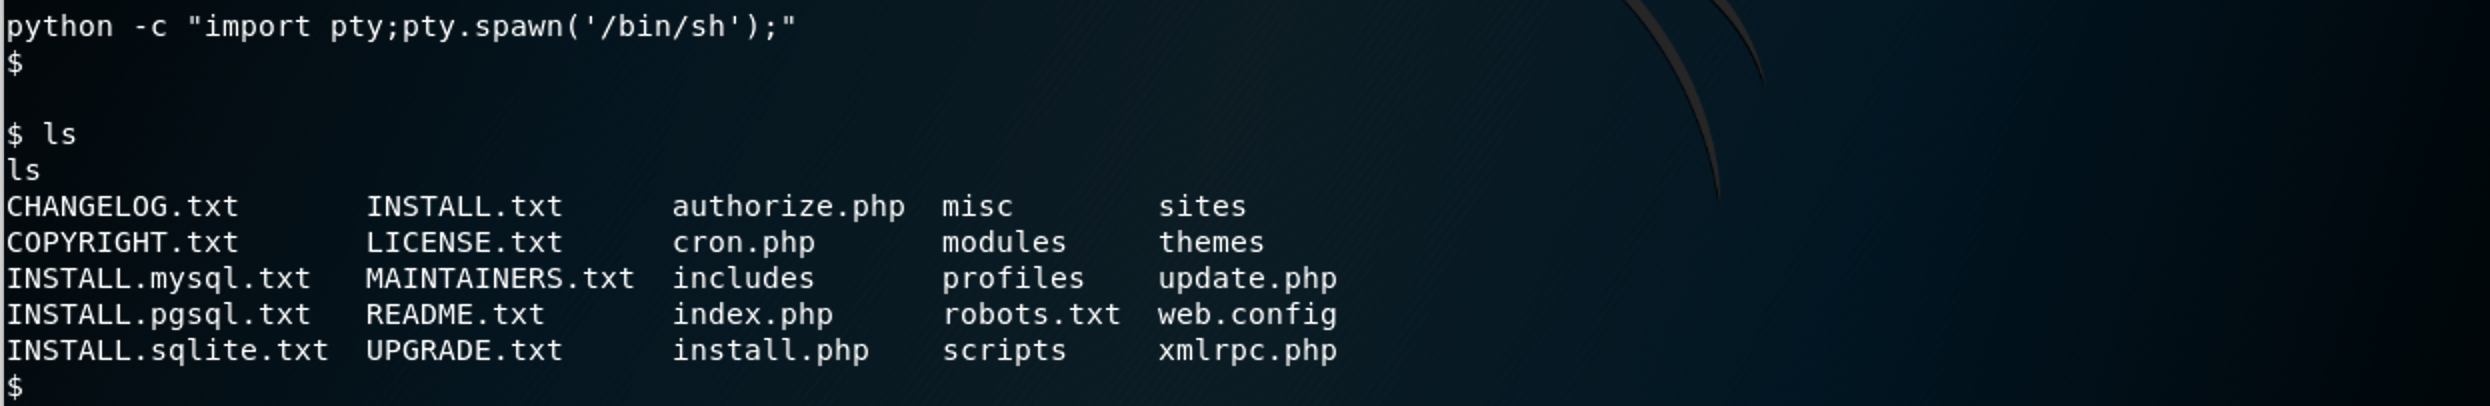 python -c "import pty;pty.spawn('/bin/sh');"
$
$ ls
ls
CHANGELOG.txt       INSTALL.txt      authorize.php  misc        sites
COPYRIGHT.txt       LICENSE.txt      cron.php       modules     themes
INSTALL.mysql.txt   MAINTAINERS.txt  includes       profiles    update.php
INSTALL.pgsql.txt   README.txt       index.php      robots.txt  web.config
INSTALL.sqlite.txt  UPGRADE.txt      install.php    scripts     xmlrpc.php
$